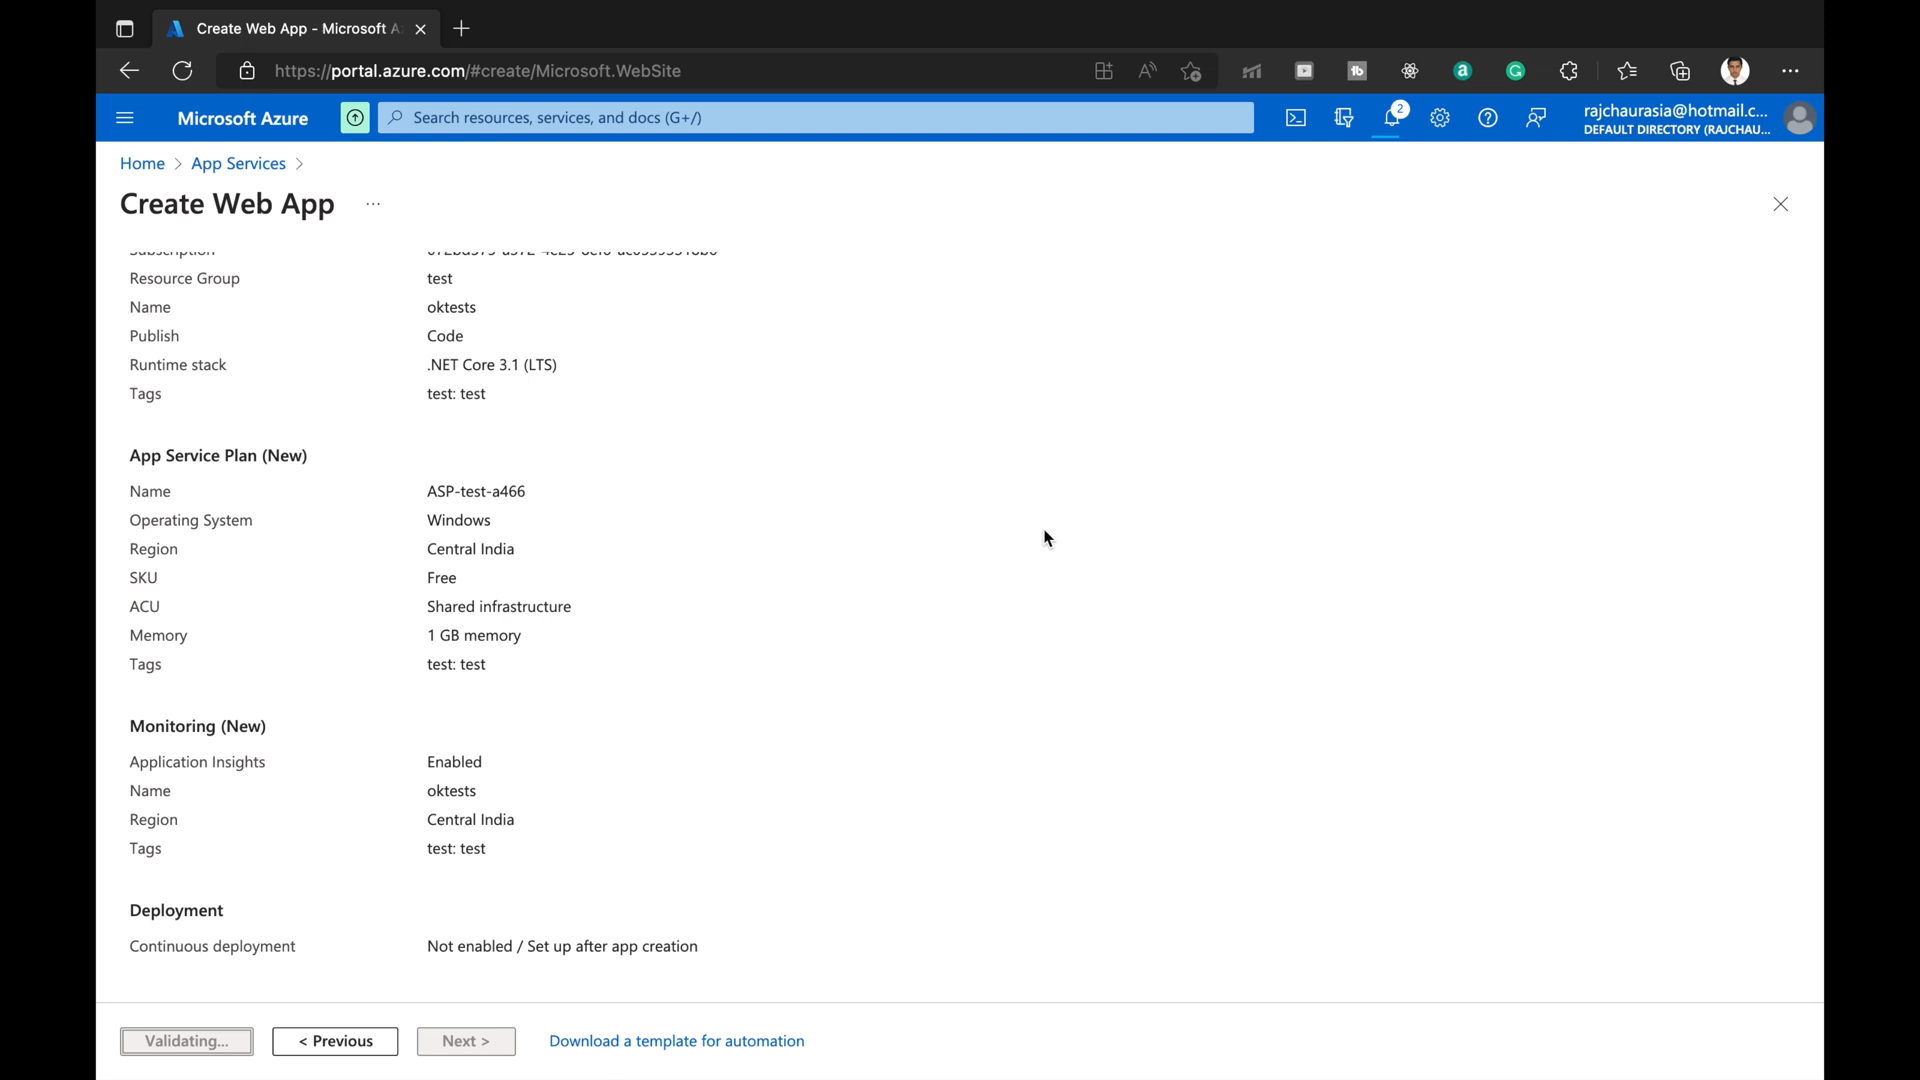 Create Web App - Microsoft A
https://portal.azure.com/#create/Microsoft.WebSite
Microsoft Azure
Search resources, services, and docs (G+/)
2
rajchaurasia@hotmail.c...
DEFAULT DIRECTORY (RAJCHAU...
Home > App Services >
Create Web App ...
Subscription
Resource Group test
Name oktests
Publish Code
Runtime stack .NET Core 3.1 (LTS)
Tags test: test
App Service Plan (New)
Name ASP-test-a466
Operating System Windows
Region Central India
SKU Free
ACU Shared infrastructure
Memory 1 GB memory
Tags test: test
Monitoring (New)
Application Insights Enabled
Name oktests
Region Central India
Tags test: test
Deployment
Continuous deployment Not enabled / Set up after app creation
Validating... < Previous Next > Download a template for automation